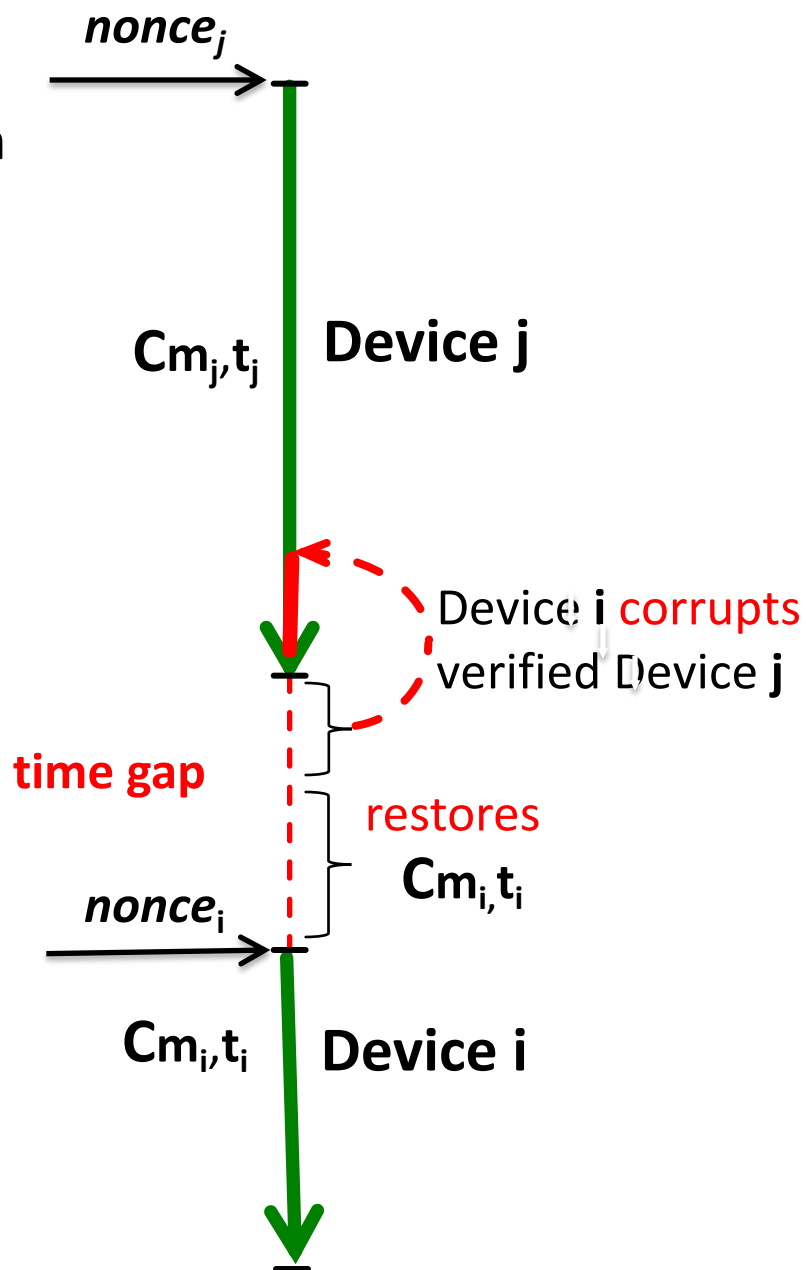 nonce_j
Cm_j,t_j
Device j
Device i corrupts
verified Device j
time gap
restores
Cm_i,t_i
nonce_i
Cm_i,t_i
Device i